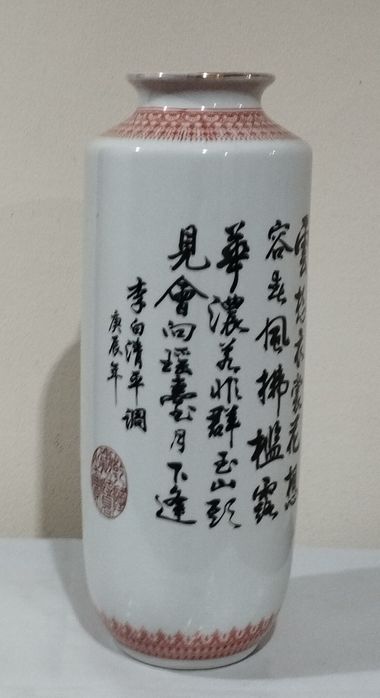 雲想衣裳花想
容春風拂檻露
華濃若非群玉山頭
見會向瑶臺月下逢
李白清平調
庚辰年